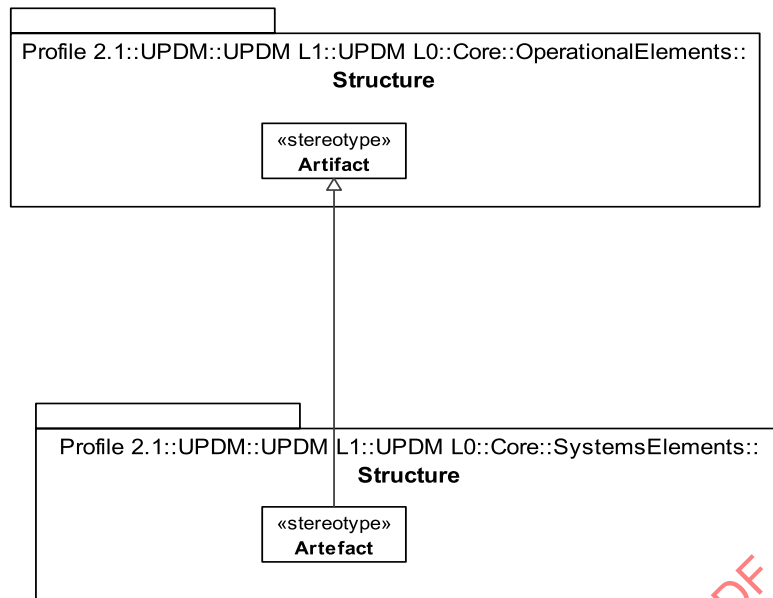 Profile 2.1::UPDM::UPDM L1::UPDM L0::Core::OperationalElements::
Structure
«stereotype»
Artifact
Profile 2.1::UPDM::UPDM L1::UPDM L0::Core::SystemsElements::
Structure
«stereotype»
Artefact
PDF